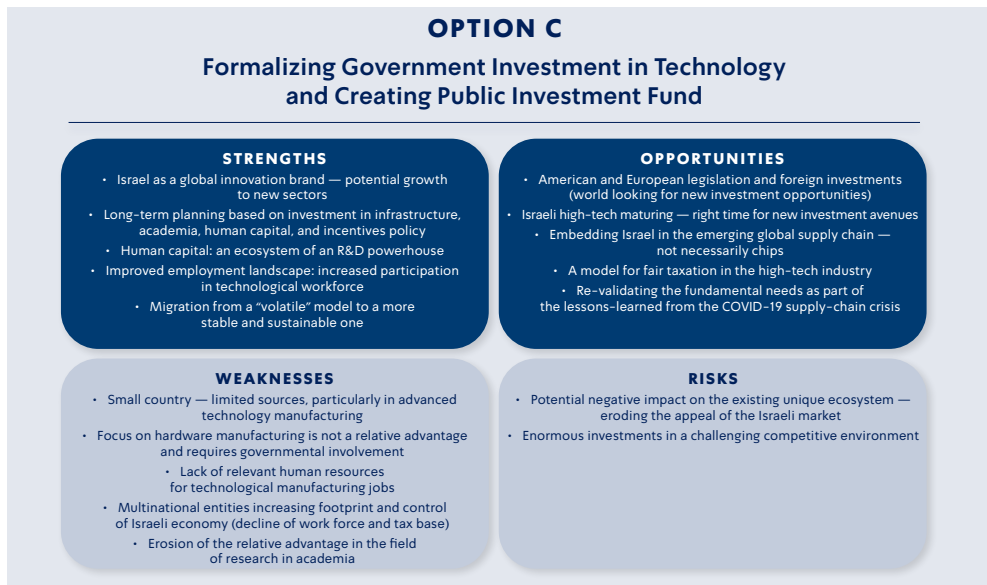 OPTION C
Formalizing Government Investment in Technology
and Creating Public Investment Fund
STRENGTHS
• Israel as a global innovation brand — potential growth
to new sectors
• Long-term planning based on investment in infrastructure,
academia, human capital, and incentives policy
• Human capital: an ecosystem of an R&D powerhouse
• Improved employment landscape: increased participation
in technological workforce
• Migration from a “volatile” model to a more
stable and sustainable one
OPPORTUNITIES
• American and European legislation and foreign investments
(world looking for new investment opportunities)
• Israeli high-tech maturing — right time for new investment avenues
• Embedding Israel in the emerging global supply chain —
not necessarily chips
• A model for fair taxation in the high-tech industry
• Re-validating the fundamental needs as part of
the lessons-learned from the COVID-19 supply-chain crisis
WEAKNESSES
• Small country — limited sources, particularly in advanced
technology manufacturing
• Focus on hardware manufacturing is not a relative advantage
and requires governmental involvement
• Lack of relevant human resources
for technological manufacturing jobs
• Multinational entities increasing footprint and control
of Israeli economy (decline of work force and tax base)
• Erosion of the relative advantage in the field
of research in academia
RISKS
• Potential negative impact on the existing unique ecosystem —
eroding the appeal of the Israeli market
• Enormous investments in a challenging competitive environment